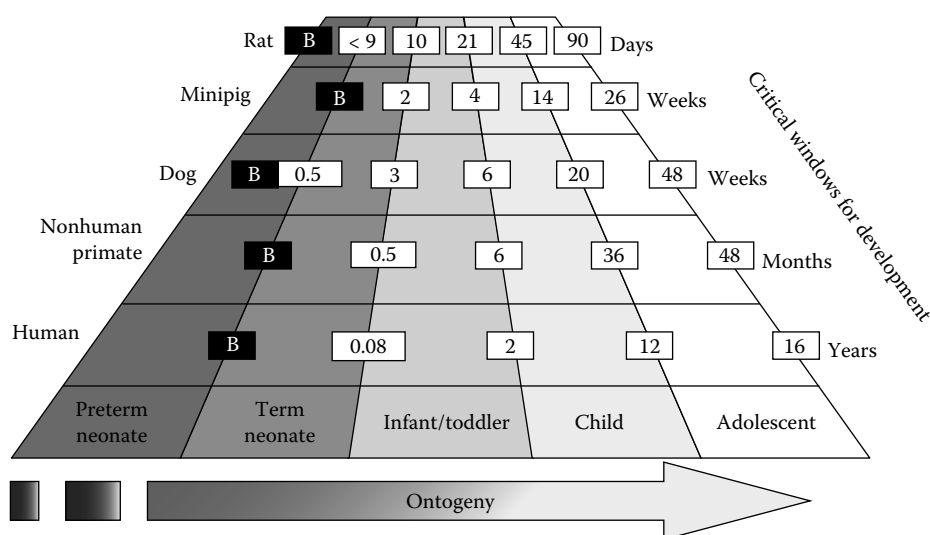 Rat B < 9 10 21 45 90 Days
Minipig B 2 4 14 26 Weeks
Dog B 0.5 3 6 20 48 Weeks
Nonhuman
primate B 0.5 6 36 48 Months
Human B 0.08 2 12 16 Years
Preterm
neonate
Term
neonate
Infant/toddler
Child
Adolescent
Critical windows for development
Ontogeny